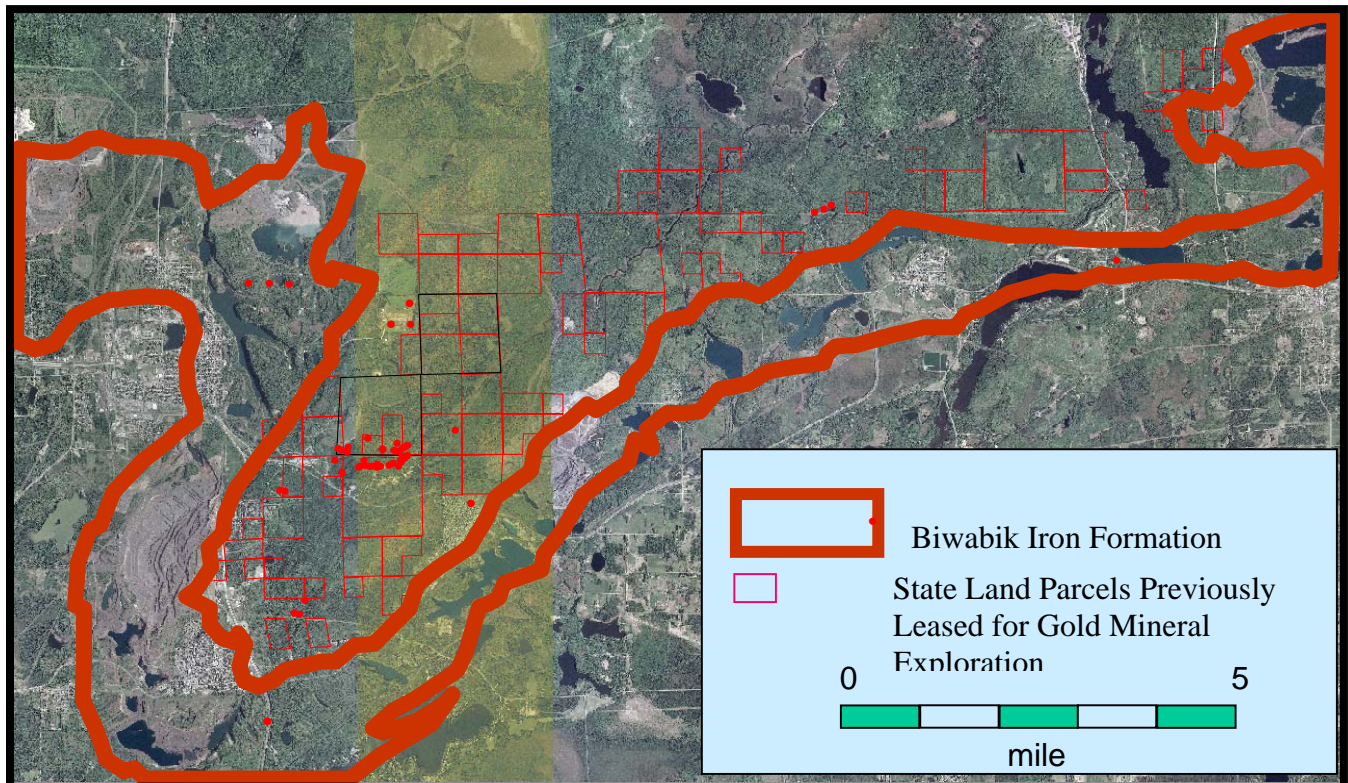 Biwabik Iron Formation
State Land Parcels Previously
Leased for Gold Mineral
Exploration
0 5
mile